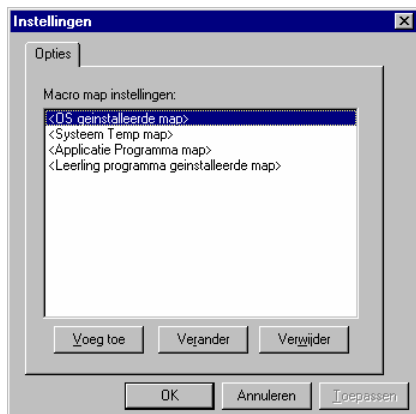 Instellingen
Opties
Macro map instellingen:
<OS geinstalleerde map>
<Systeem Temp map>
<Applicatie Programma map>
<Leerling programma geinstalleerde map>
Voeg toe Verander Verwijder
OK Annuleren Toepassen